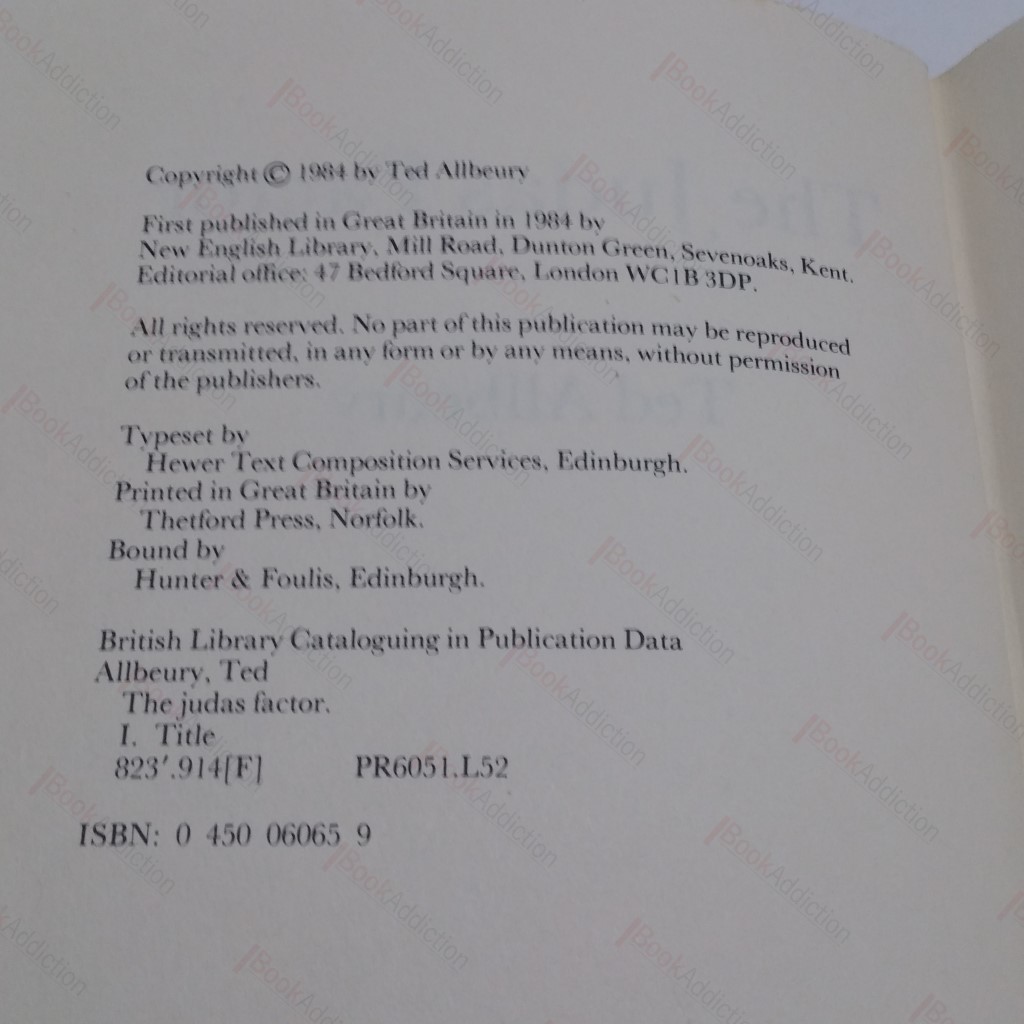 Copyright © 1984 by Ted Allbeury
First published in Great Britain in 1984 by
New English Library, Mill Road, Dunton Green, Sevenoaks, Kent.
Editorial office: 47 Bedford Square, London WC1B 3DP.
All rights reserved. No part of this publication may be reproduced
or transmitted, in any form or by any means, without permission
of the publishers.
Typeset by
Hewer Text Composition Services, Edinburgh.
Printed in Great Britain by
Thetford Press, Norfolk.
Bound by
Hunter & Foulis, Edinburgh.
British Library Cataloguing in Publication Data
Allbeury, Ted
The judas factor.
I. Title
823'.914[F] PR6051.L52
ISBN: 0 450 06065 9